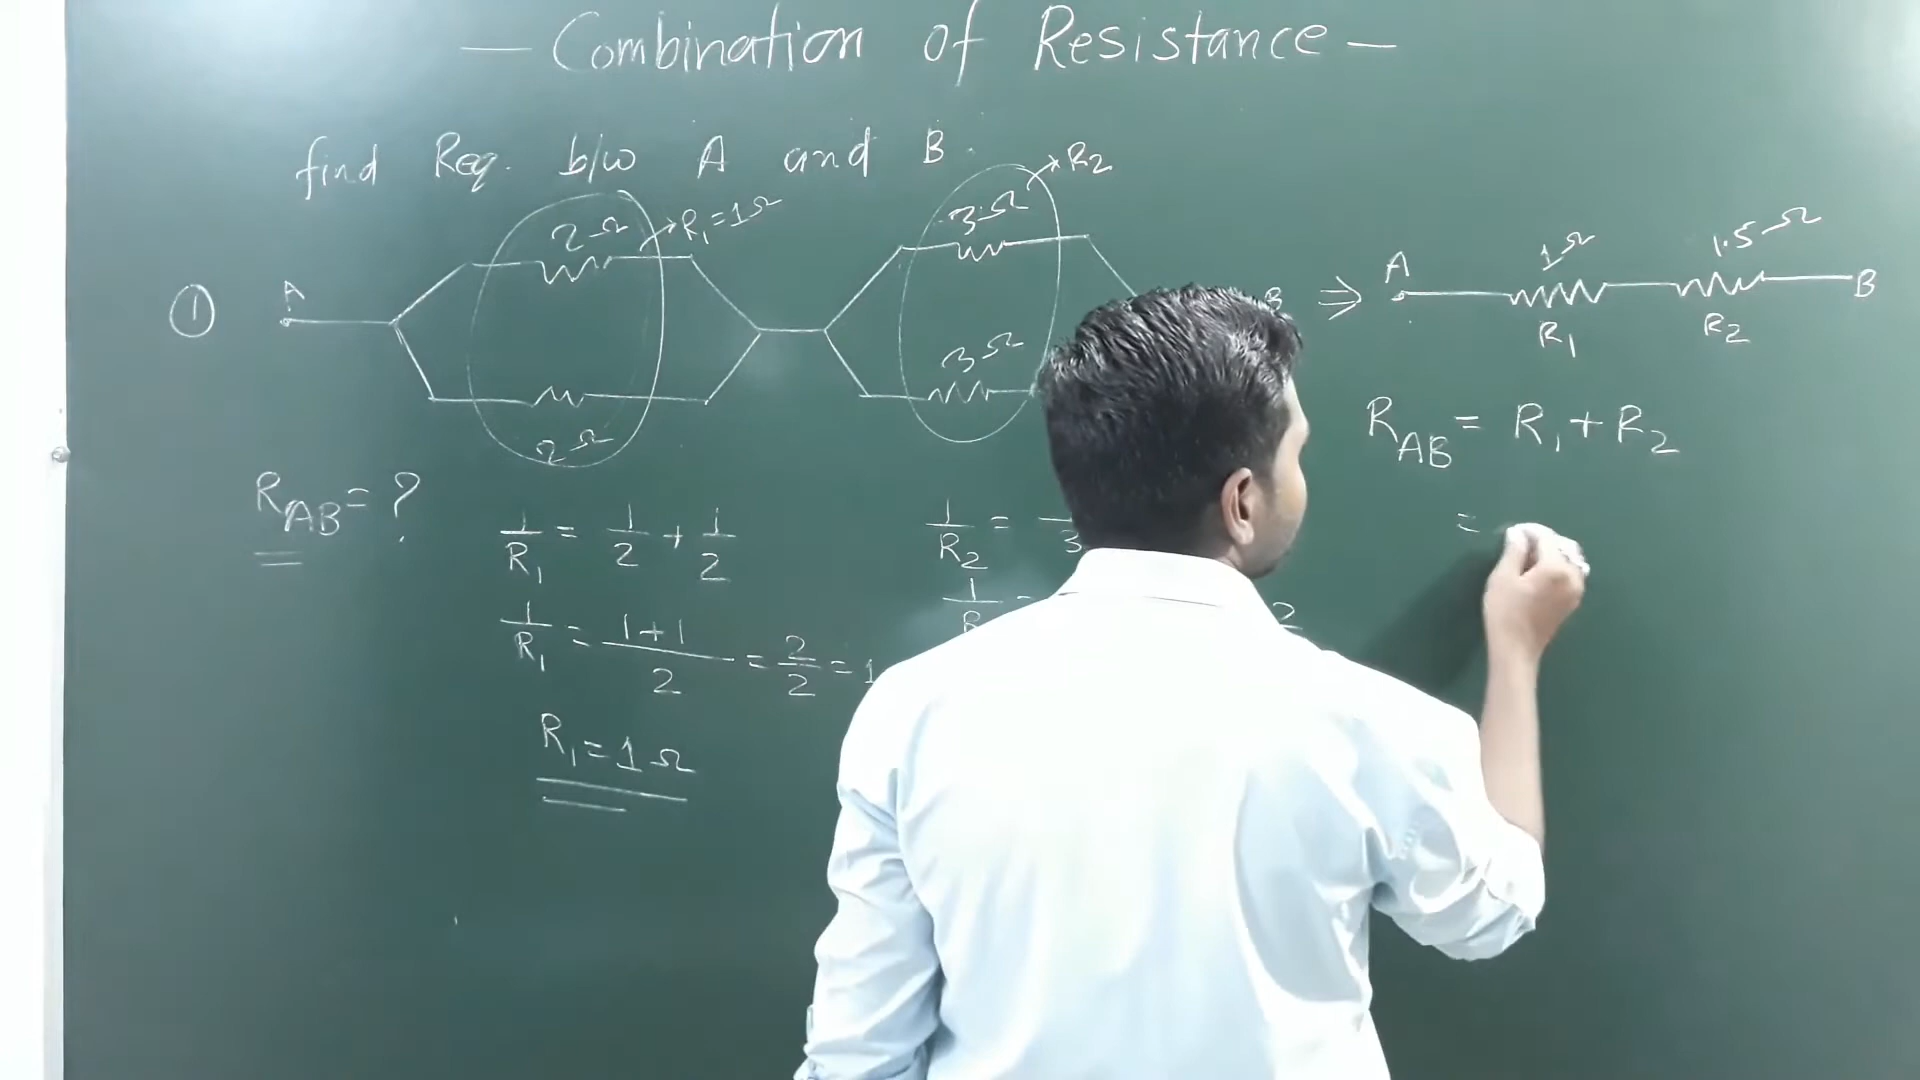 — Combination of Resistance —
find Req. b/w A and B.
①
A
2Ω
R₁=1Ω
2Ω
3Ω
R₂
3Ω
B
⇒
A
1Ω
1.5Ω
B
R₁
R₂
R_AB = ?
1/R₁ = 1/2 + 1/2
1/R₁ = (1+1)/2 = 2/2 = 1
R₁ = 1Ω
1/R₂ =
3
1
2
R_AB = R₁ + R₂
=